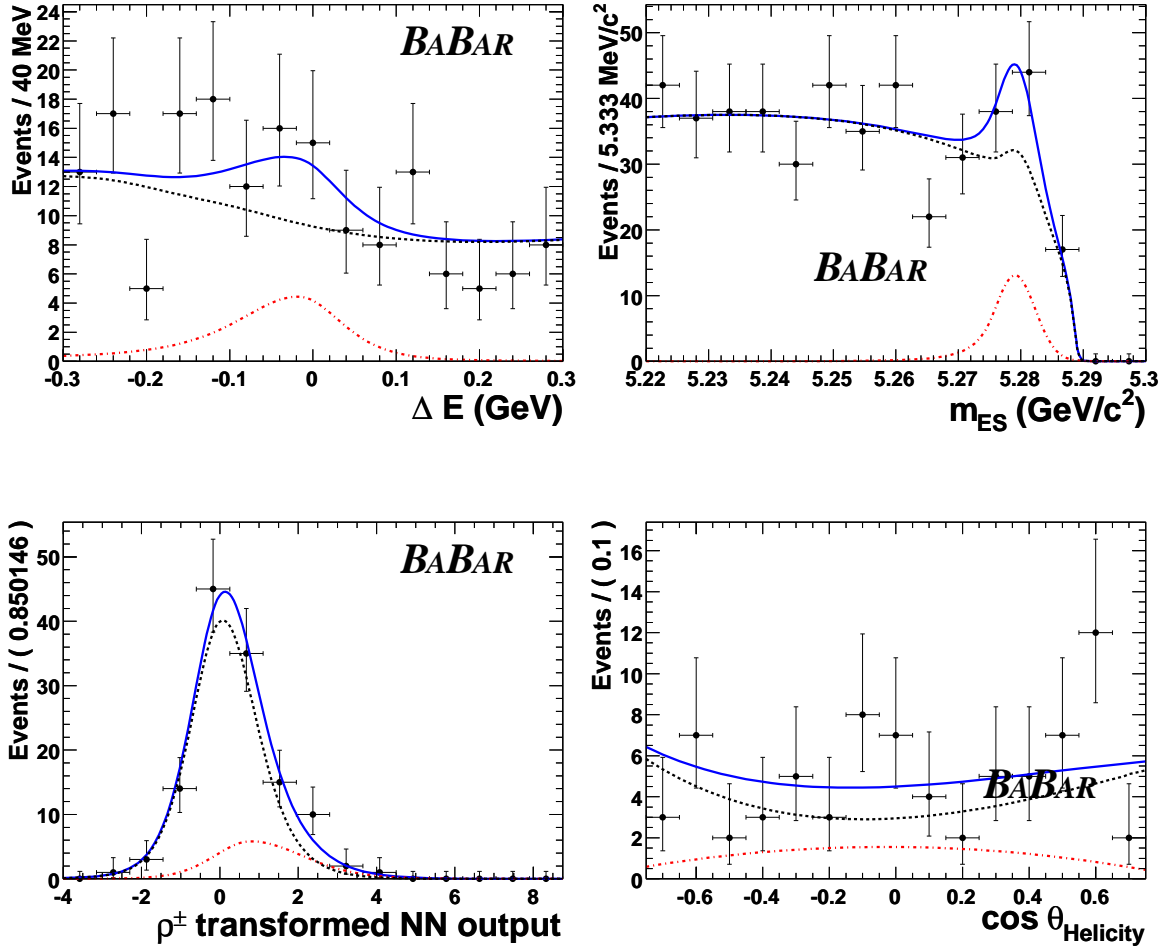 Events / 40 MeV
24
22
20
18
16
14
12
10
8
6
4
2
0
BABAR
-0.3 -0.2 -0.1 0 0.1 0.2 0.3
Δ E (GeV)
Events / 5.333 MeV/c²
50
40
30
20
10
0
BABAR
5.22 5.23 5.24 5.25 5.26 5.27 5.28 5.29 5.3
m_ES (GeV/c²)
Events / ( 0.850146 )
50
40
30
20
10
0
BABAR
-4 -2 0 2 4 6 8
ρ± transformed NN output
Events / ( 0.1 )
16
14
12
10
8
6
4
2
0
BABAR
-0.6 -0.4 -0.2 0 0.2 0.4 0.6
cos θ_Helicity